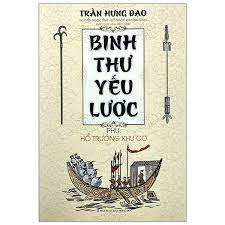 TRẦN HƯNG ĐẠO
BINH THƯ
YẾU LƯỢC
PHỤ
HỔ TRƯỚNG KHU CƠ